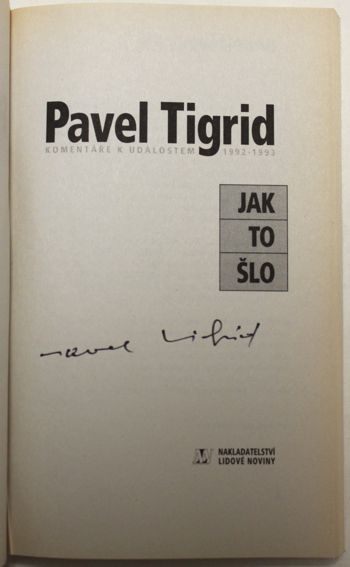 Pavel Tigrid
KOMENTÁŘE K UDÁLOSTEM 1992-1993
JAK
TO
ŠLO
Pavel Tigrid
NAKLADATELSTVÍ
LIDOVÉ NOVINY